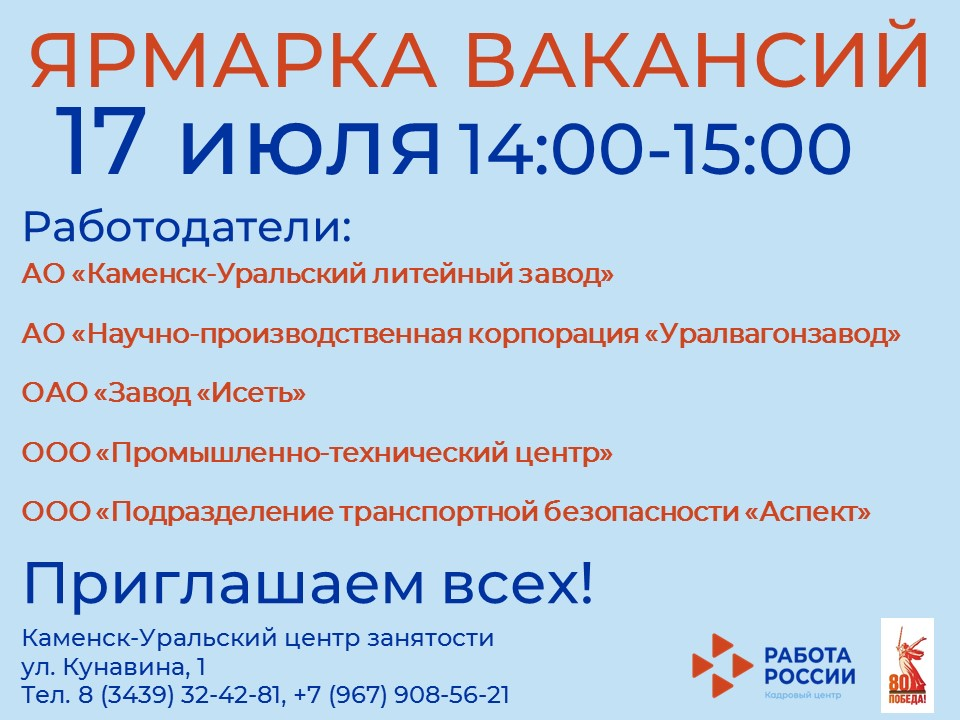 ЯРМАРКА ВАКАНСИЙ
17 июля 14:00-15:00
Работодатели:
АО «Каменск-Уральский литейный завод»
АО «Научно-производственная корпорация «Уралвагонзавод»
ОАО «Завод «Исеть»
ООО «Промышленно-технический центр»
ООО «Подразделение транспортной безопасности «Аспект»
Приглашаем всех!
Каменск-Уральский центр занятости
ул. Кунавина, 1
Тел. 8 (3439) 32-42-81, +7 (967) 908-56-21
РАБОТА
РОССИИ
Кадровый центр
80
ПОБЕДА!